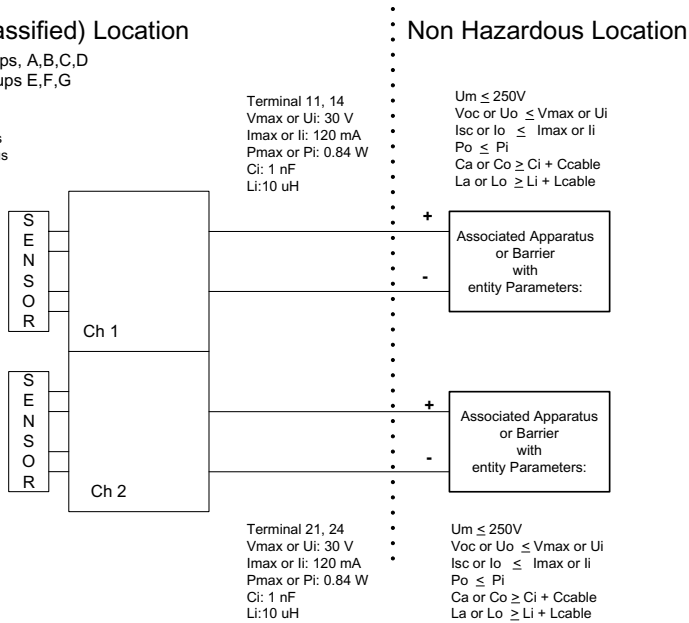 assified) Location
Non Hazardous Location
ps, A,B,C,D
ups E,F,G
Terminal 11, 14
Vmax or Ui: 30 V
Imax or Ii: 120 mA
Pmax or Pi: 0.84 W
Ci: 1 nF
Li:10 uH
Um ≤ 250V
Voc or Uo ≤ Vmax or Ui
Isc or Io ≤ Imax or Ii
Po ≤ Pi
Ca or Co ≥ Ci + Ccable
La or Lo ≥ Li + Lcable
SENSOR
Ch 1
+
-
Associated Apparatus
or Barrier
with
entity Parameters:
SENSOR
Ch 2
+
-
Associated Apparatus
or Barrier
with
entity Parameters:
Terminal 21, 24
Vmax or Ui: 30 V
Imax or Ii: 120 mA
Pmax or Pi: 0.84 W
Ci: 1 nF
Li:10 uH
Um ≤ 250V
Voc or Uo ≤ Vmax or Ui
Isc or Io ≤ Imax or Ii
Po ≤ Pi
Ca or Co ≥ Ci + Ccable
La or Lo ≥ Li + Lcable